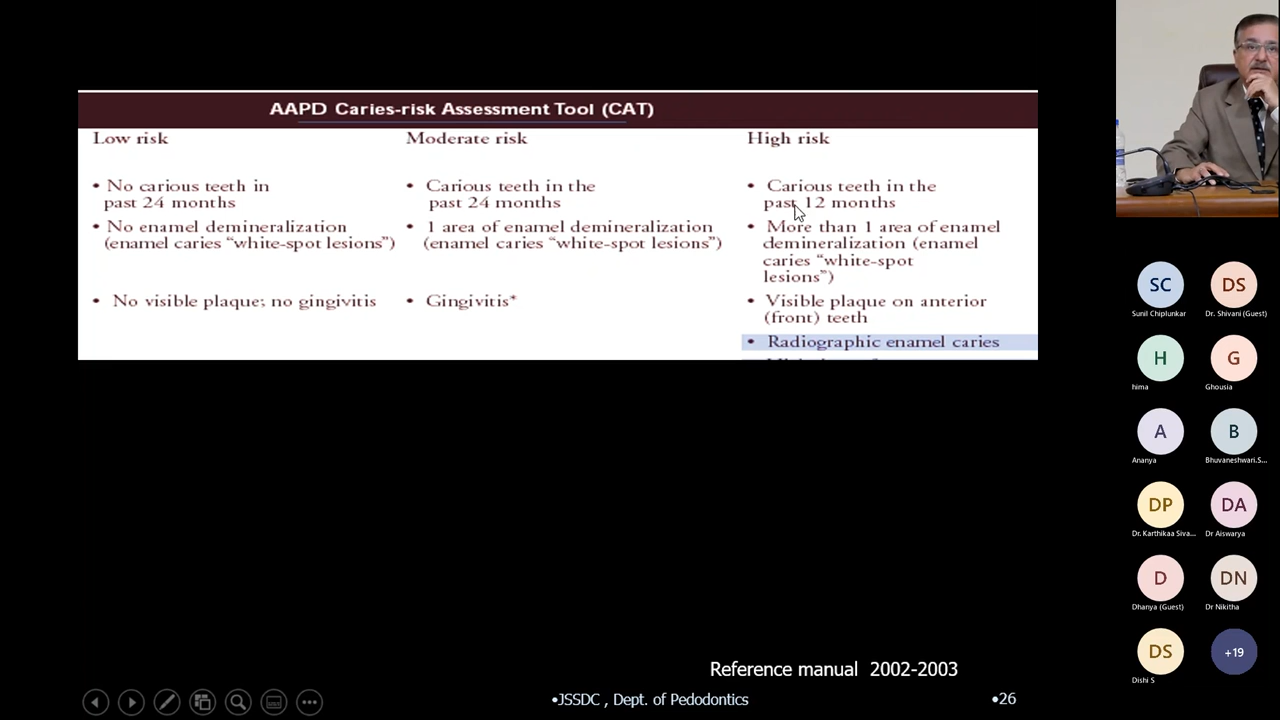 AAPD Caries-risk Assessment Tool (CAT)
Low risk
• No carious teeth in
past 24 months
• No enamel demineralization
(enamel caries “white-spot lesions”)
• No visible plaque; no gingivitis
Moderate risk
• Carious teeth in the
past 24 months
• 1 area of enamel demineralization
(enamel caries “white-spot lesions”)
• Gingivitis*
High risk
• Carious teeth in the
past 12 months
• More than 1 area of enamel
demineralization (enamel
caries “white-spot
lesions”)
• Visible plaque on anterior
(front) teeth
• Radiographic enamel caries
Reference manual 2002-2003
•JSSDC , Dept. of Pedodontics
•26
SC
Sunil Chiplunkar
DS
Dr. Shivani (Guest)
H
hima
G
Ghousia
A
Ananya
B
Bhuvaneshwari.S...
DP
Dr. Karthikaa Siva...
DA
Dr Aiswarya
D
Dhanya (Guest)
DN
Dr Nikitha
DS
Dishi S
+19